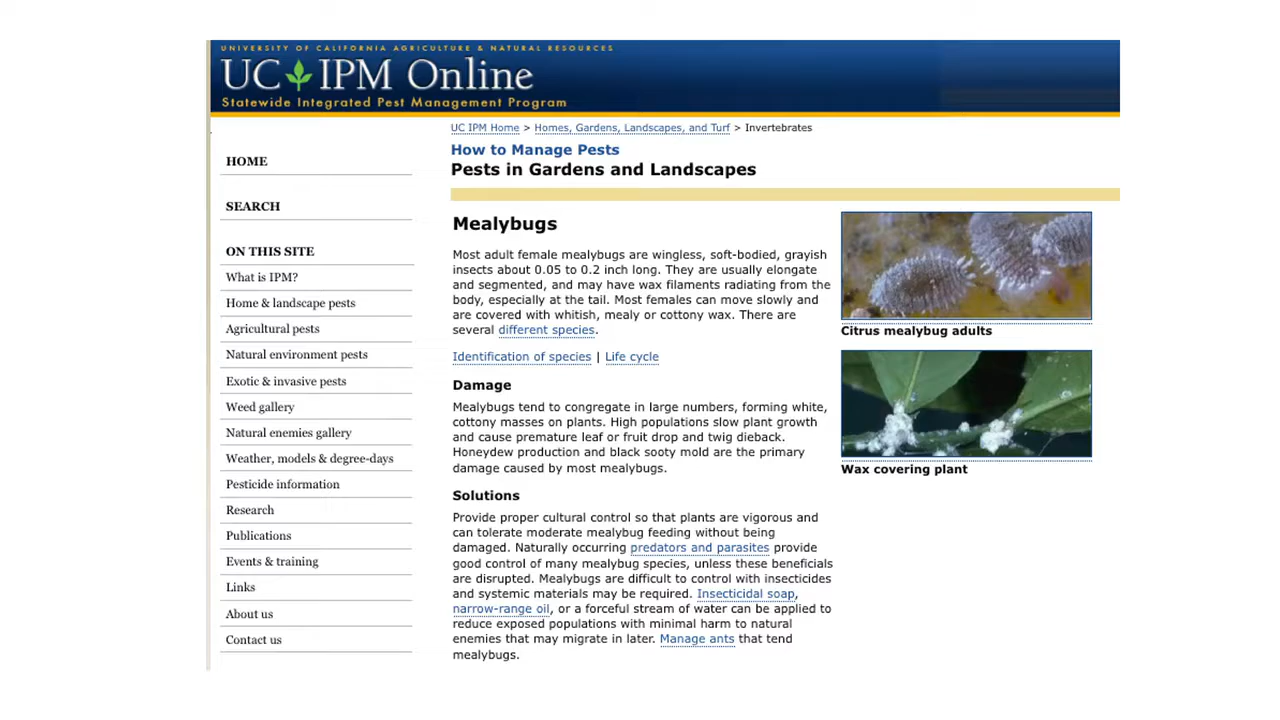 UNIVERSITY OF CALIFORNIA AGRICULTURE & NATURAL RESOURCES
UC IPM Online
Statewide Integrated Pest Management Program
UC IPM Home > Homes, Gardens, Landscapes, and Turf > Invertebrates
How to Manage Pests
Pests in Gardens and Landscapes
HOME
SEARCH
ON THIS SITE
What is IPM?
Home & landscape pests
Agricultural pests
Natural environment pests
Exotic & invasive pests
Weed gallery
Natural enemies gallery
Weather, models & degree-days
Pesticide information
Research
Publications
Events & training
Links
About us
Contact us
Mealybugs
Most adult female mealybugs are wingless, soft-bodied, grayish
insects about 0.05 to 0.2 inch long. They are usually elongate
and segmented, and may have wax filaments radiating from the
body, especially at the tail. Most females can move slowly and
are covered with whitish, mealy or cottony wax. There are
several different species.
Identification of species | Life cycle
Damage
Mealybugs tend to congregate in large numbers, forming white,
cottony masses on plants. High populations slow plant growth
and cause premature leaf or fruit drop and twig dieback.
Honeydew production and black sooty mold are the primary
damage caused by most mealybugs.
Solutions
Provide proper cultural control so that plants are vigorous and
can tolerate moderate mealybug feeding without being
damaged. Naturally occurring predators and parasites provide
good control of many mealybug species, unless these beneficials
are disrupted. Mealybugs are difficult to control with insecticides
and systemic materials may be required. Insecticidal soap,
narrow-range oil, or a forceful stream of water can be applied to
reduce exposed populations with minimal harm to natural
enemies that may migrate in later. Manage ants that tend
mealybugs.
Citrus mealybug adults
Wax covering plant